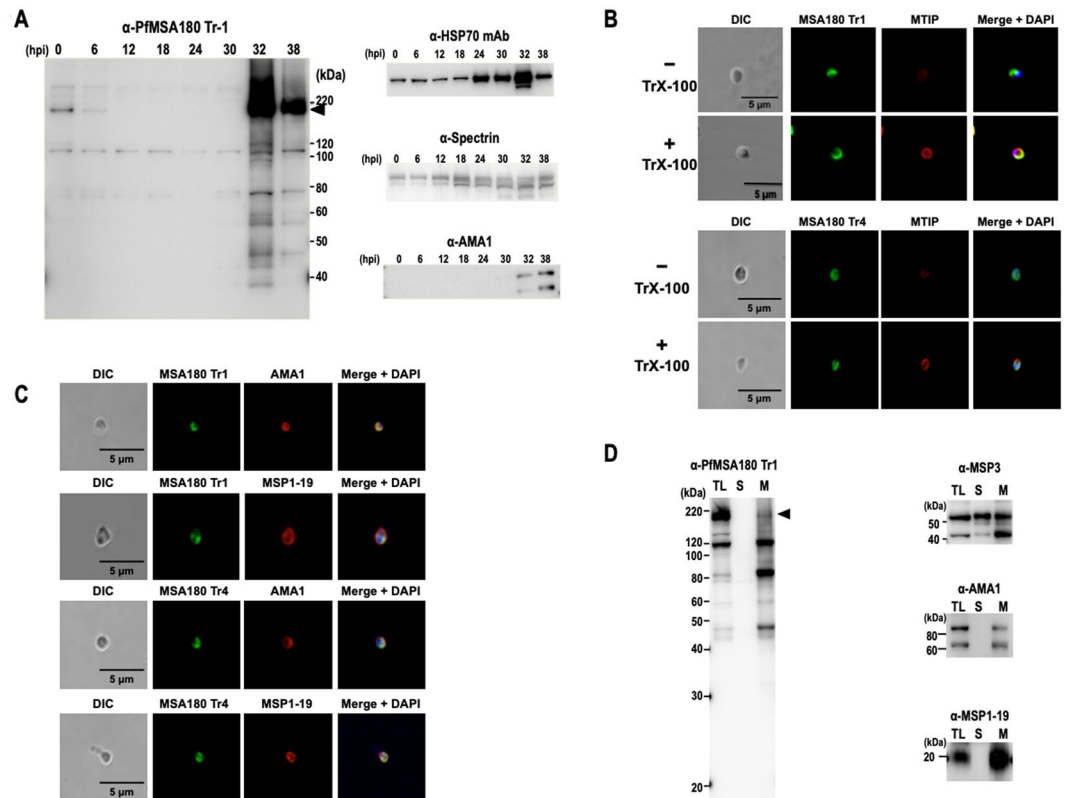 A
α-PfMSA180 Tr-1
(hpi) 0 6 12 18 24 30 32 38
(kDa)
220
120
100
80
60
50
40
α-HSP70 mAb
(hpi) 0 6 12 18 24 30 32 38
α-Spectrin
(hpi) 0 6 12 18 24 30 32 38
α-AMA1
(hpi) 0 6 12 18 24 30 32 38
B
DIC MSA180 Tr1 MTIP Merge + DAPI
−
TrX-100
5 µm
+
TrX-100
5 µm
DIC MSA180 Tr4 MTIP Merge + DAPI
−
TrX-100
5 µm
+
TrX-100
5 µm
C
DIC MSA180 Tr1 AMA1 Merge + DAPI
5 µm
DIC MSA180 Tr1 MSP1-19 Merge + DAPI
5 µm
DIC MSA180 Tr4 AMA1 Merge + DAPI
5 µm
DIC MSA180 Tr4 MSP1-19 Merge + DAPI
5 µm
D
α-PfMSA180 Tr1
(kDa) TL S M
220
120
100
80
60
50
40
30
20
α-MSP3
TL S M
(kDa)
50
40
α-AMA1
TL S M
(kDa)
80
60
α-MSP1-19
TL S M
(kDa)
20